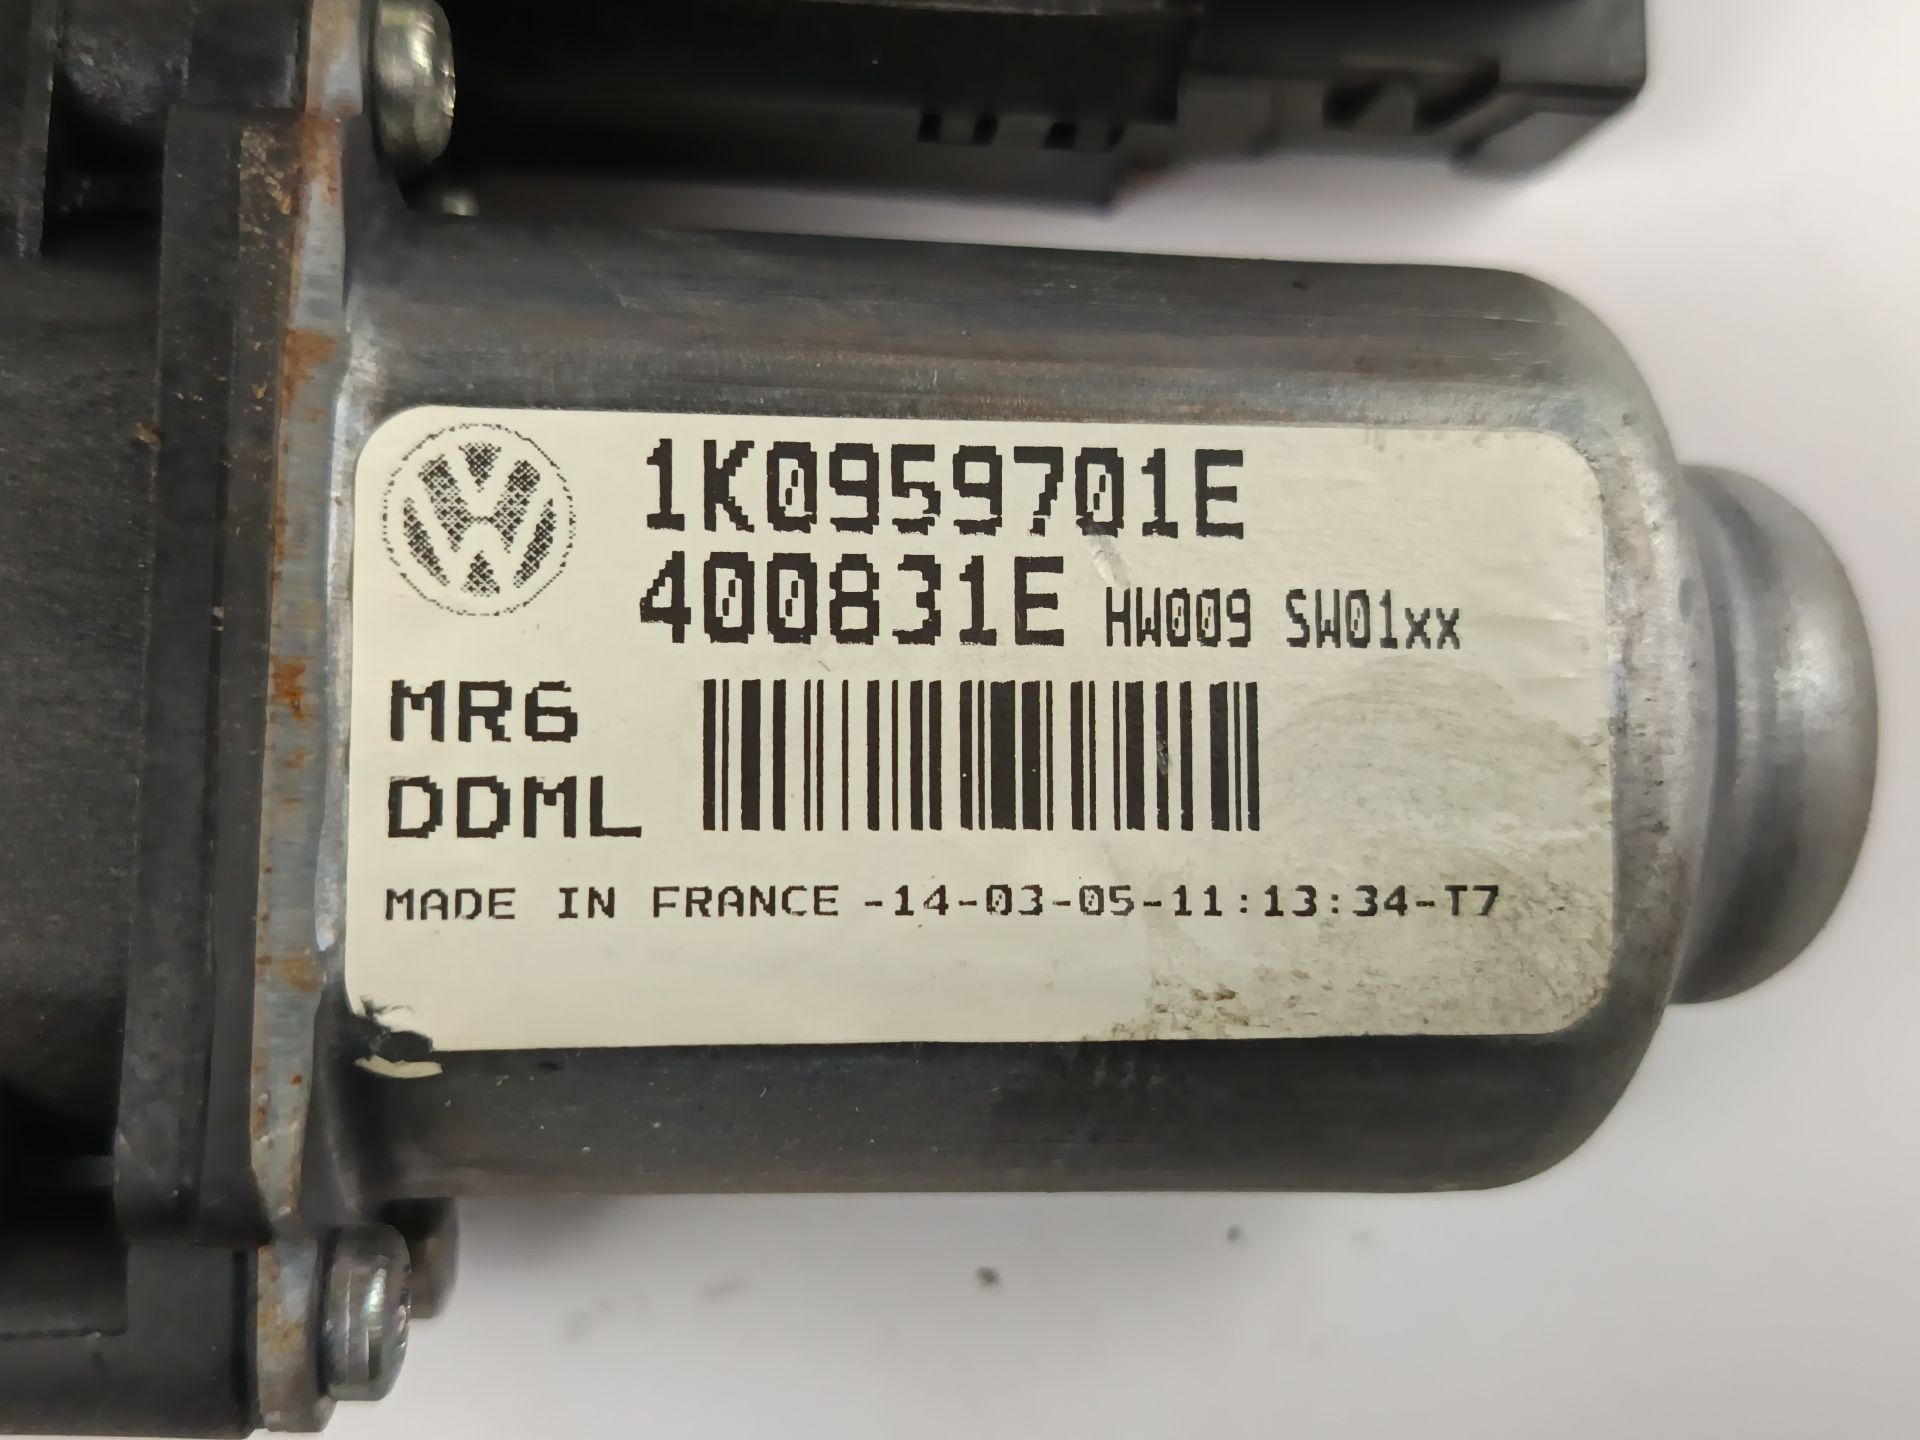 1K0959701E
400831E HW009 SW01xx
MR6
DDML
MADE IN FRANCE -14-03-05-11:13:34-T7